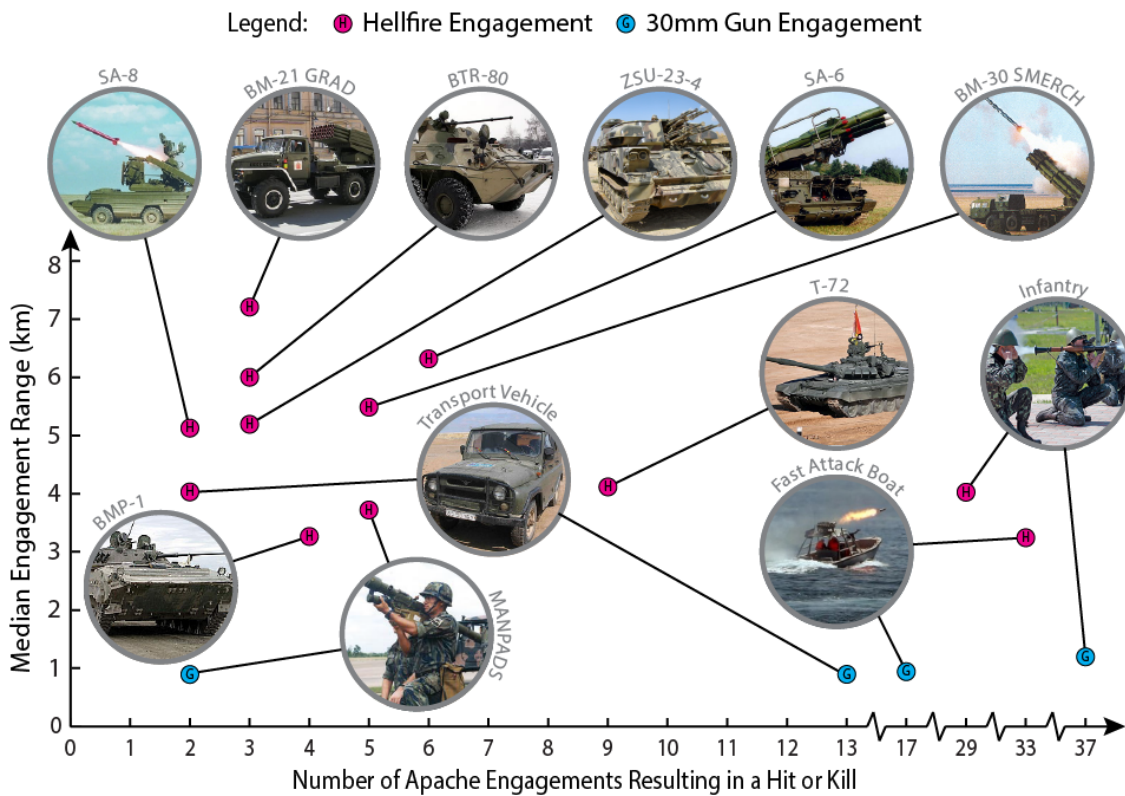 Legend: H Hellfire Engagement G 30mm Gun Engagement
SA-8
BM-21 GRAD
BTR-80
ZSU-23-4
SA-6
BM-30 SMERCH
T-72
Infantry
Transport Vehicle
Fast Attack Boat
BMP-1
MANPADS
H
H
H
H
H
H
H
H
H
H
H
H
G
G
G
G
Median Engagement Range (km)
8
7
6
5
4
3
2
1
0
0 1 2 3 4 5 6 7 8 9 10 11 12 13 17 29 33 37
Number of Apache Engagements Resulting in a Hit or Kill